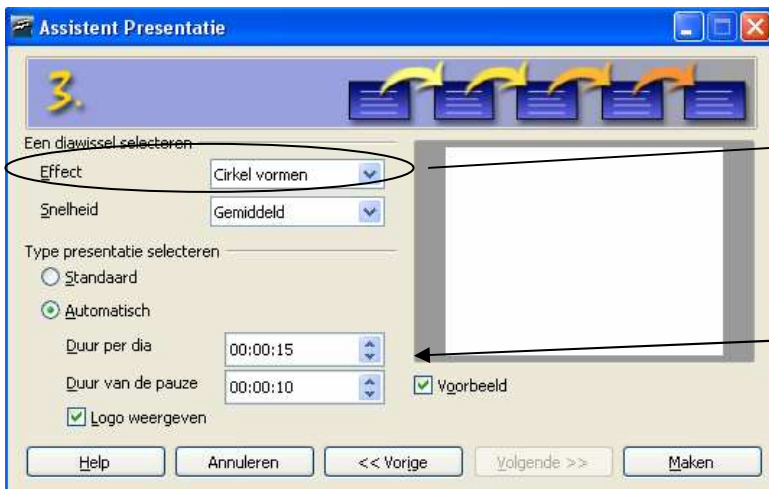 Assistent Presentatie
3.
Een diawissel selecteren
Effect Cirkel vormen
Snelheid Gemiddeld
Type presentatie selecteren
Standaard
Automatisch
Duur per dia 00:00:15
Duur van de pauze 00:00:10
Voorbeeld
Logo weergeven
Help Annuleren << Vorige Volgende >> Maken